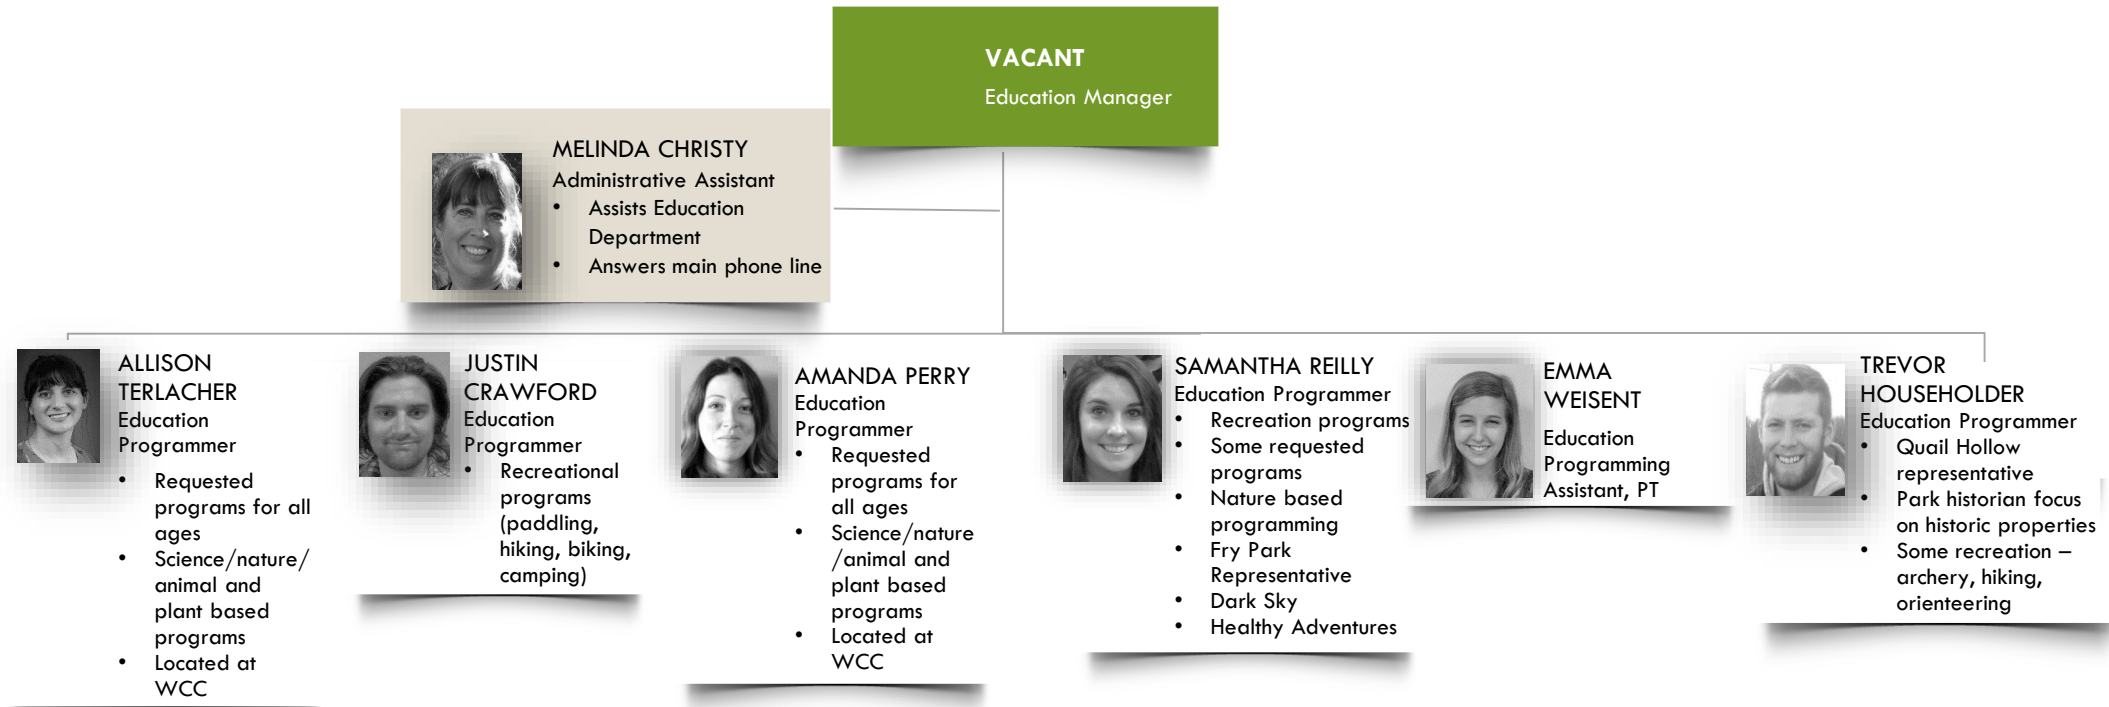 VACANT
Education Manager
MELINDA CHRISTY
Administrative Assistant
• Assists Education
Department
• Answers main phone line
ALLISON
TERLACHER
Education
Programmer
• Requested
programs for all
ages
• Science/nature/
animal and
plant based
programs
• Located at
WCC
JUSTIN
CRAWFORD
Education
Programmer
• Recreational
programs
(paddling,
hiking, biking,
camping)
AMANDA PERRY
Education
Programmer
• Requested
programs for
all ages
• Science/nature
/animal and
plant based
programs
• Located at
WCC
SAMANTHA REILLY
Education Programmer
• Recreation programs
• Some requested
programs
• Nature based
programming
• Fry Park
Representative
• Dark Sky
• Healthy Adventures
EMMA
WEISENT
Education
Programming
Assistant, PT
TREVOR
HOUSEHOLDER
Education Programmer
• Quail Hollow
representative
• Park historian focus
on historic properties
• Some recreation –
archery, hiking,
orienteering